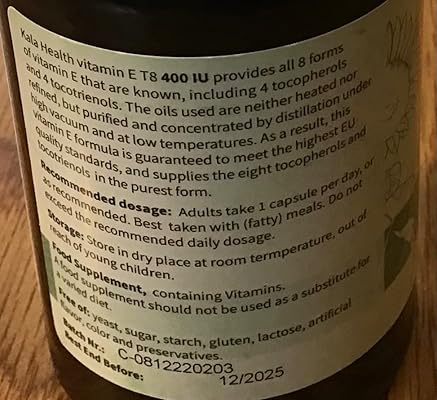 Kala Health vitamin E T8 400 IU provides all 8 forms
of vitamin E that are known, including 4 tocopherols
and 4 tocotrienols. The oils used are neither heated nor
refined, but purified and concentrated by distillation under
high vacuum and at low temperatures. As a result, this
vitamin E formula is guaranteed to meet the highest EU
quality standards, and supplies the eight tocopherols and
tocotrienols in the purest form.
Recommended dosage: Adults take 1 capsule per day, or
as recommended. Best taken with (fatty) meals. Do not
exceed the recommended daily dosage.
Storage: Store in dry place at room termperature, out of
reach of young children.
Food Supplement, containing Vitamins.
A food supplement should not be used as a substitute for
a varied diet.
Free of: yeast, sugar, starch, gluten, lactose, artificial
flavor, color and preservatives.
Batch Nr.: C-0812220203
Best End Before: 12/2025